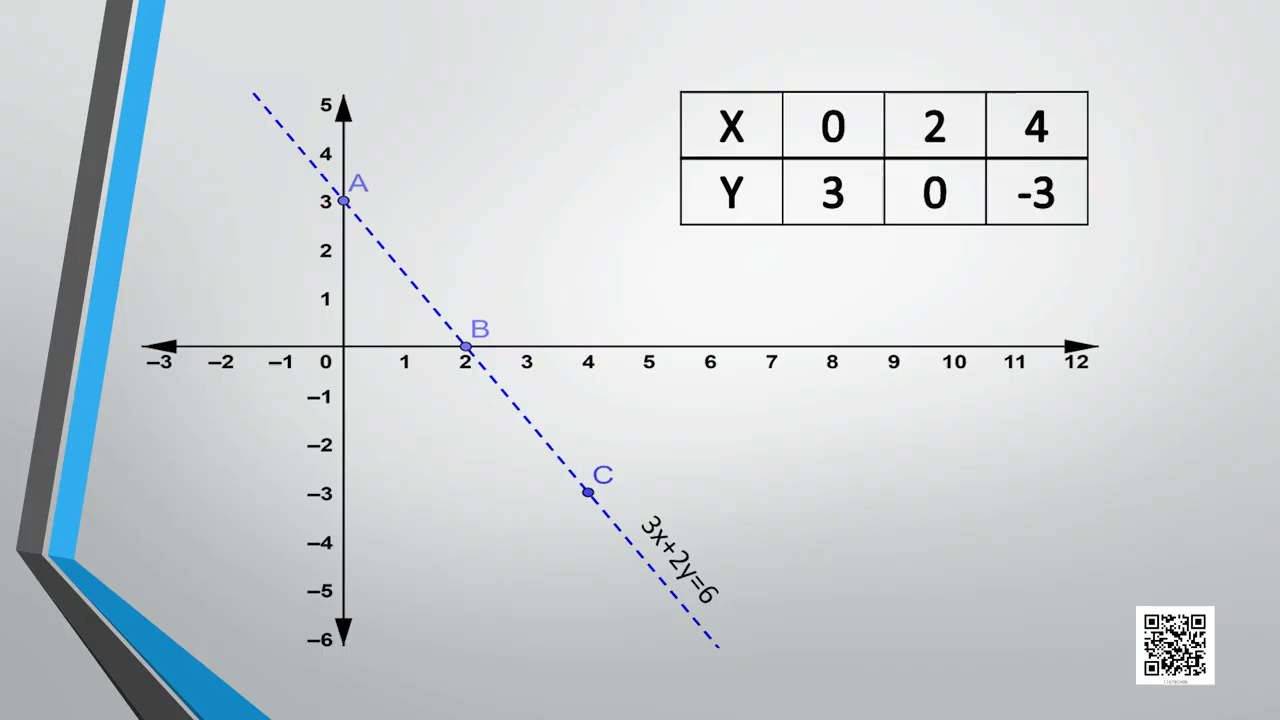 X 0 2 4
Y 3 0 -3
5
4
A
3
2
1
B
–3 –2 –1 0 1 2 3 4 5 6 7 8 9 10 11 12
–1
–2
C
–3
–4
–5
–6
3x+2y=6